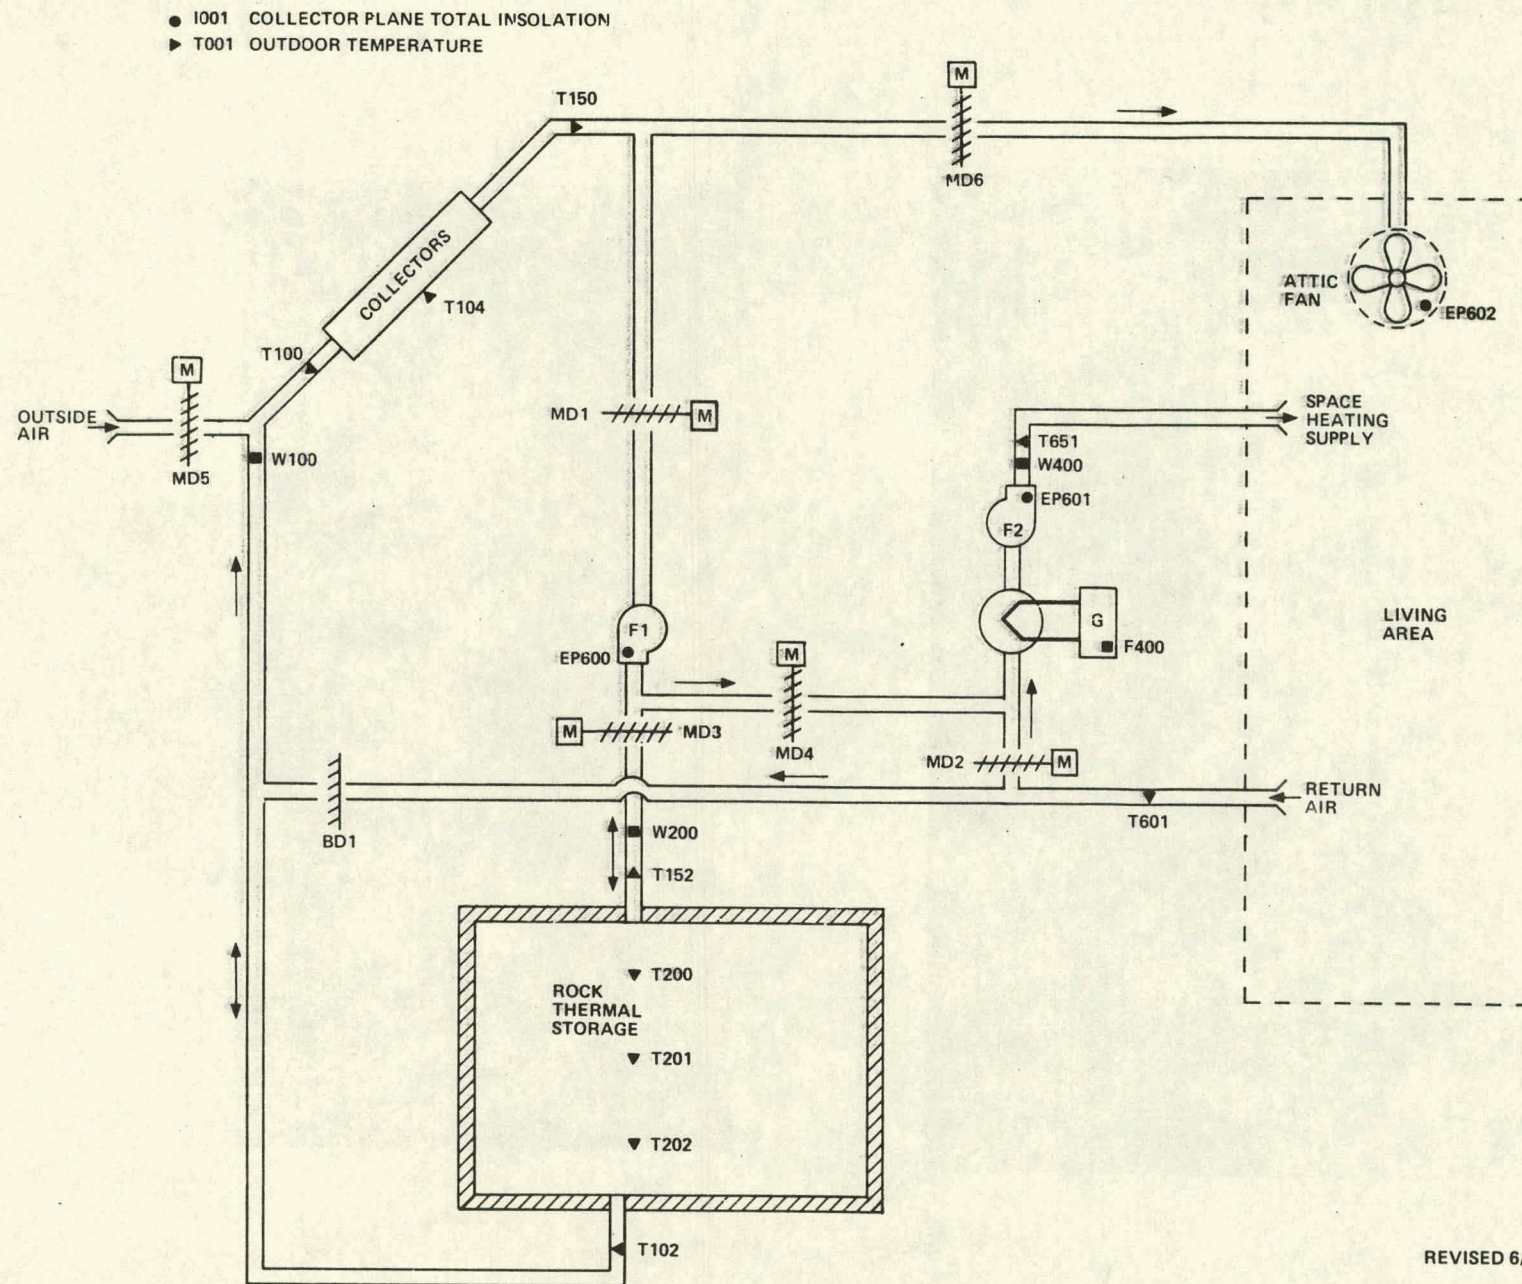 I001 COLLECTOR PLANE TOTAL INSOLATION
T001 OUTDOOR TEMPERATURE
M
T150
MD6
COLLECTORS
T104
T100
ATTIC
FAN
EP602
M
OUTSIDE
AIR
MD5
W100
MD1
M
SPACE
HEATING
SUPPLY
T651
W400
EP601
F2
F1
EP600
G
F400
LIVING
AREA
M
MD4
M
MD3
MD2
M
RETURN
AIR
T601
BD1
W200
T152
T200
ROCK
THERMAL
STORAGE
T201
T202
T102
REVISED 6/